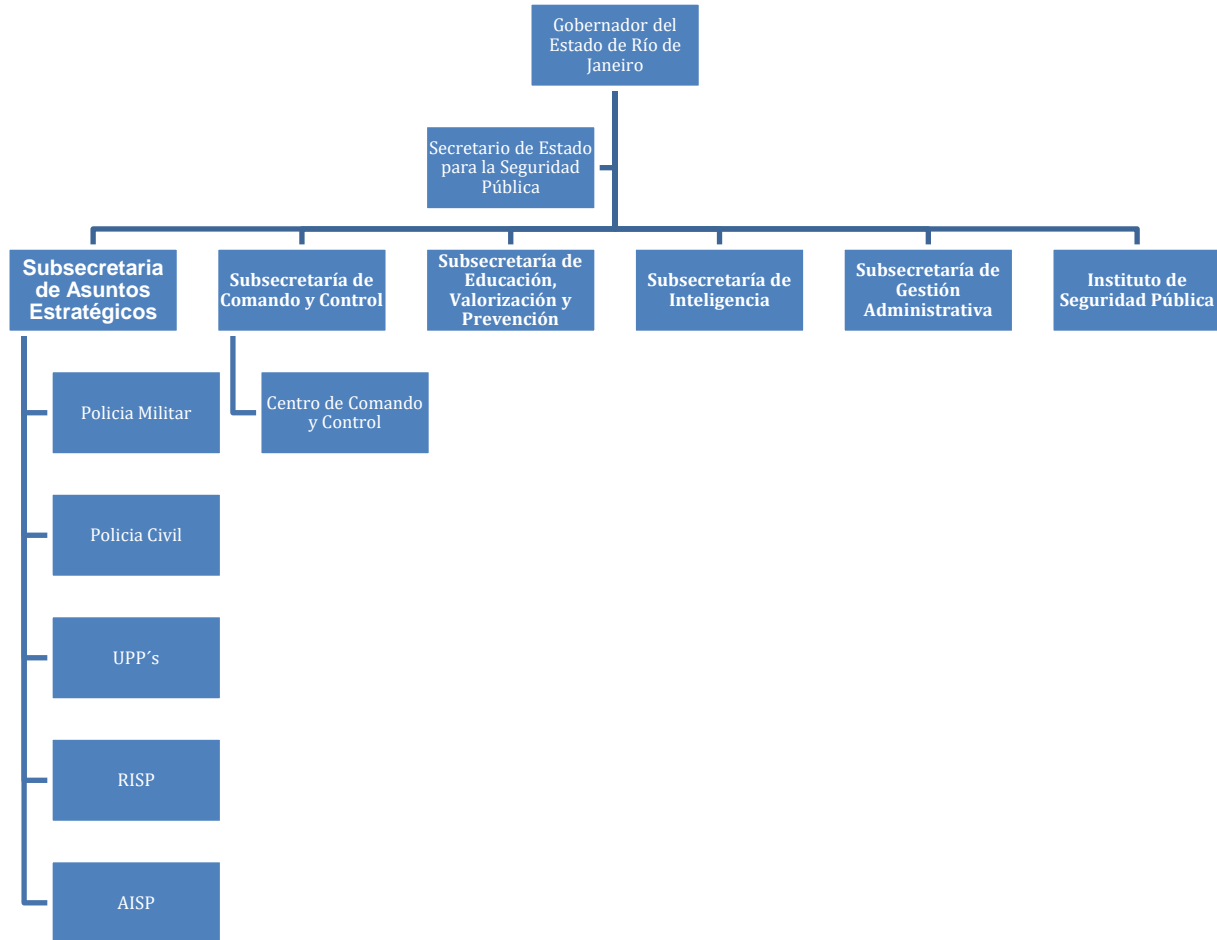 Gobernador del
Estado de Río de
Janeiro
Secretario de Estado
para la Seguridad
Pública
Subsecretaria
de Asuntos
Estratégicos
Subsecretaría de
Comando y Control
Subsecretaría de
Educación,
Valorización y
Prevención
Subsecretaría de
Inteligencia
Subsecretaría de
Gestión
Administrativa
Instituto de
Seguridad Pública
Policia Militar
Centro de Comando
y Control
Policia Civil
UPP´s
RISP
AISP